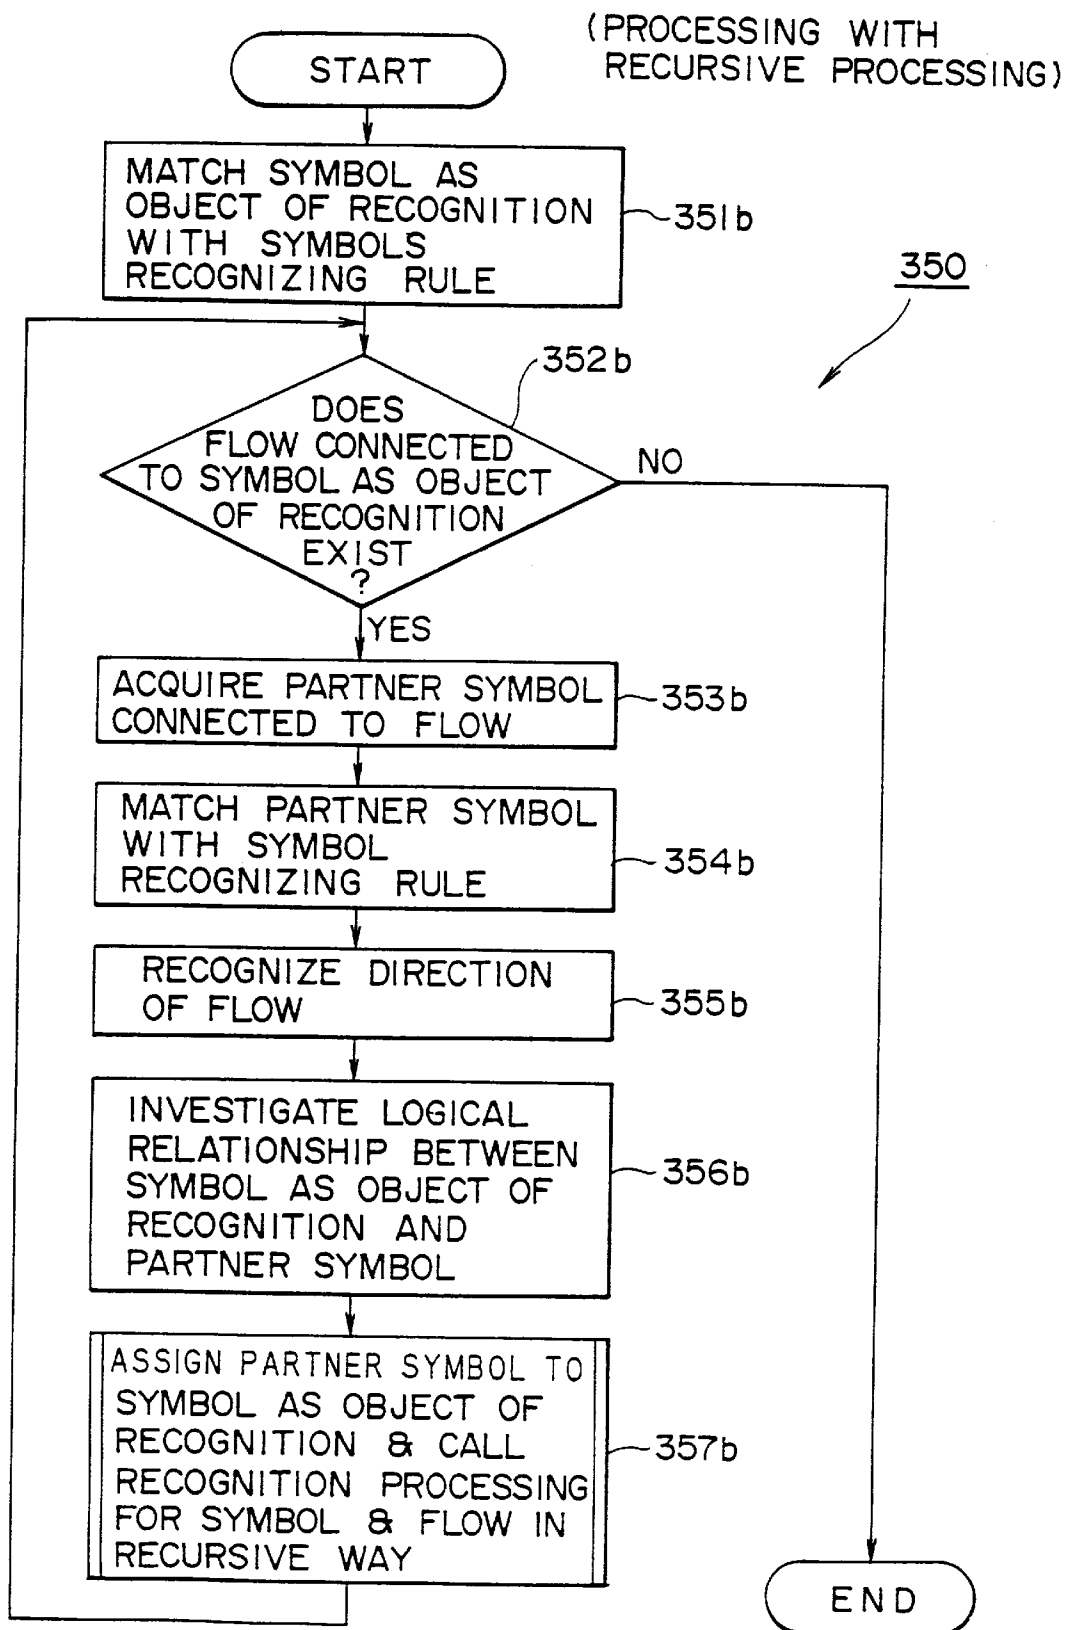 (PROCESSING WITH
RECURSIVE PROCESSING)
START
MATCH SYMBOL AS
OBJECT OF RECOGNITION
WITH SYMBOLS
RECOGNIZING RULE
351b
350
352b
DOES
FLOW CONNECTED
TO SYMBOL AS OBJECT
OF RECOGNITION
EXIST
?
NO
YES
ACQUIRE PARTNER SYMBOL
CONNECTED TO FLOW
353b
MATCH PARTNER SYMBOL
WITH SYMBOL
RECOGNIZING RULE
354b
RECOGNIZE DIRECTION
OF FLOW
355b
INVESTIGATE LOGICAL
RELATIONSHIP BETWEEN
SYMBOL AS OBJECT OF
RECOGNITION AND
PARTNER SYMBOL
356b
ASSIGN PARTNER SYMBOL TO
SYMBOL AS OBJECT OF
RECOGNITION & CALL
RECOGNITION PROCESSING
FOR SYMBOL & FLOW IN
RECURSIVE WAY
357b
END